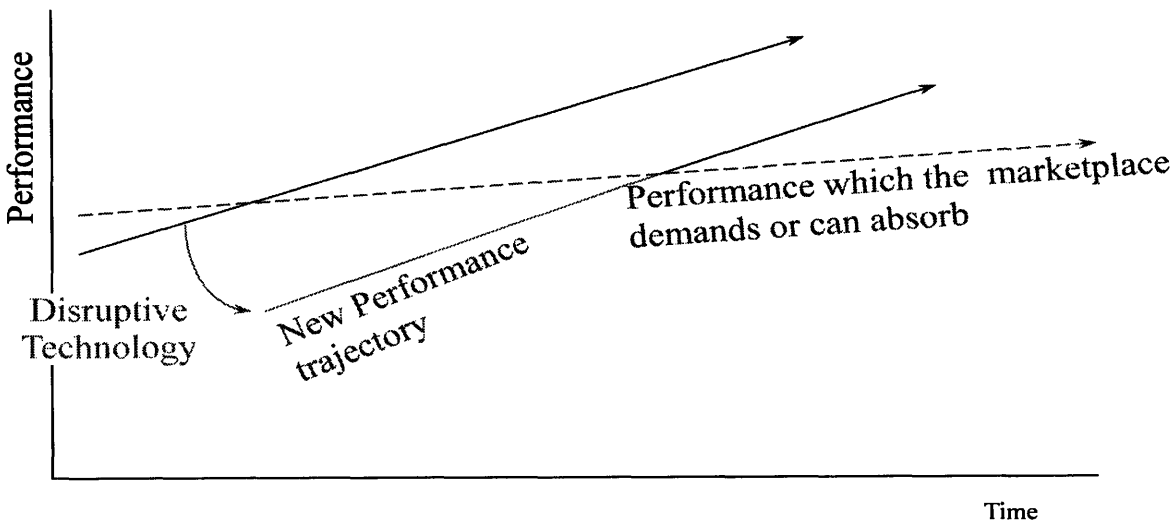 Performance
Performance which the marketplace
demands or can absorb
Disruptive
Technology
New Performance
trajectory
Time